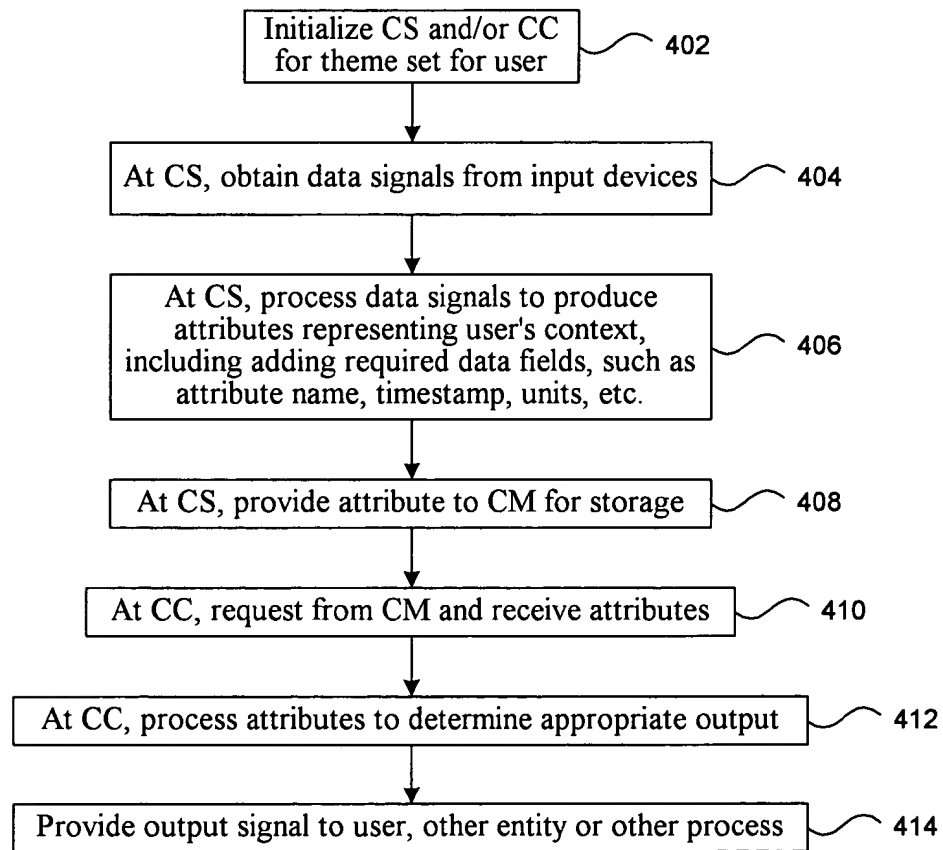 Initialize CS and/or CC
for theme set for user
402
At CS, obtain data signals from input devices
404
At CS, process data signals to produce
attributes representing user's context,
including adding required data fields, such as
attribute name, timestamp, units, etc.
406
At CS, provide attribute to CM for storage
408
At CC, request from CM and receive attributes
410
At CC, process attributes to determine appropriate output
412
Provide output signal to user, other entity or other process
414